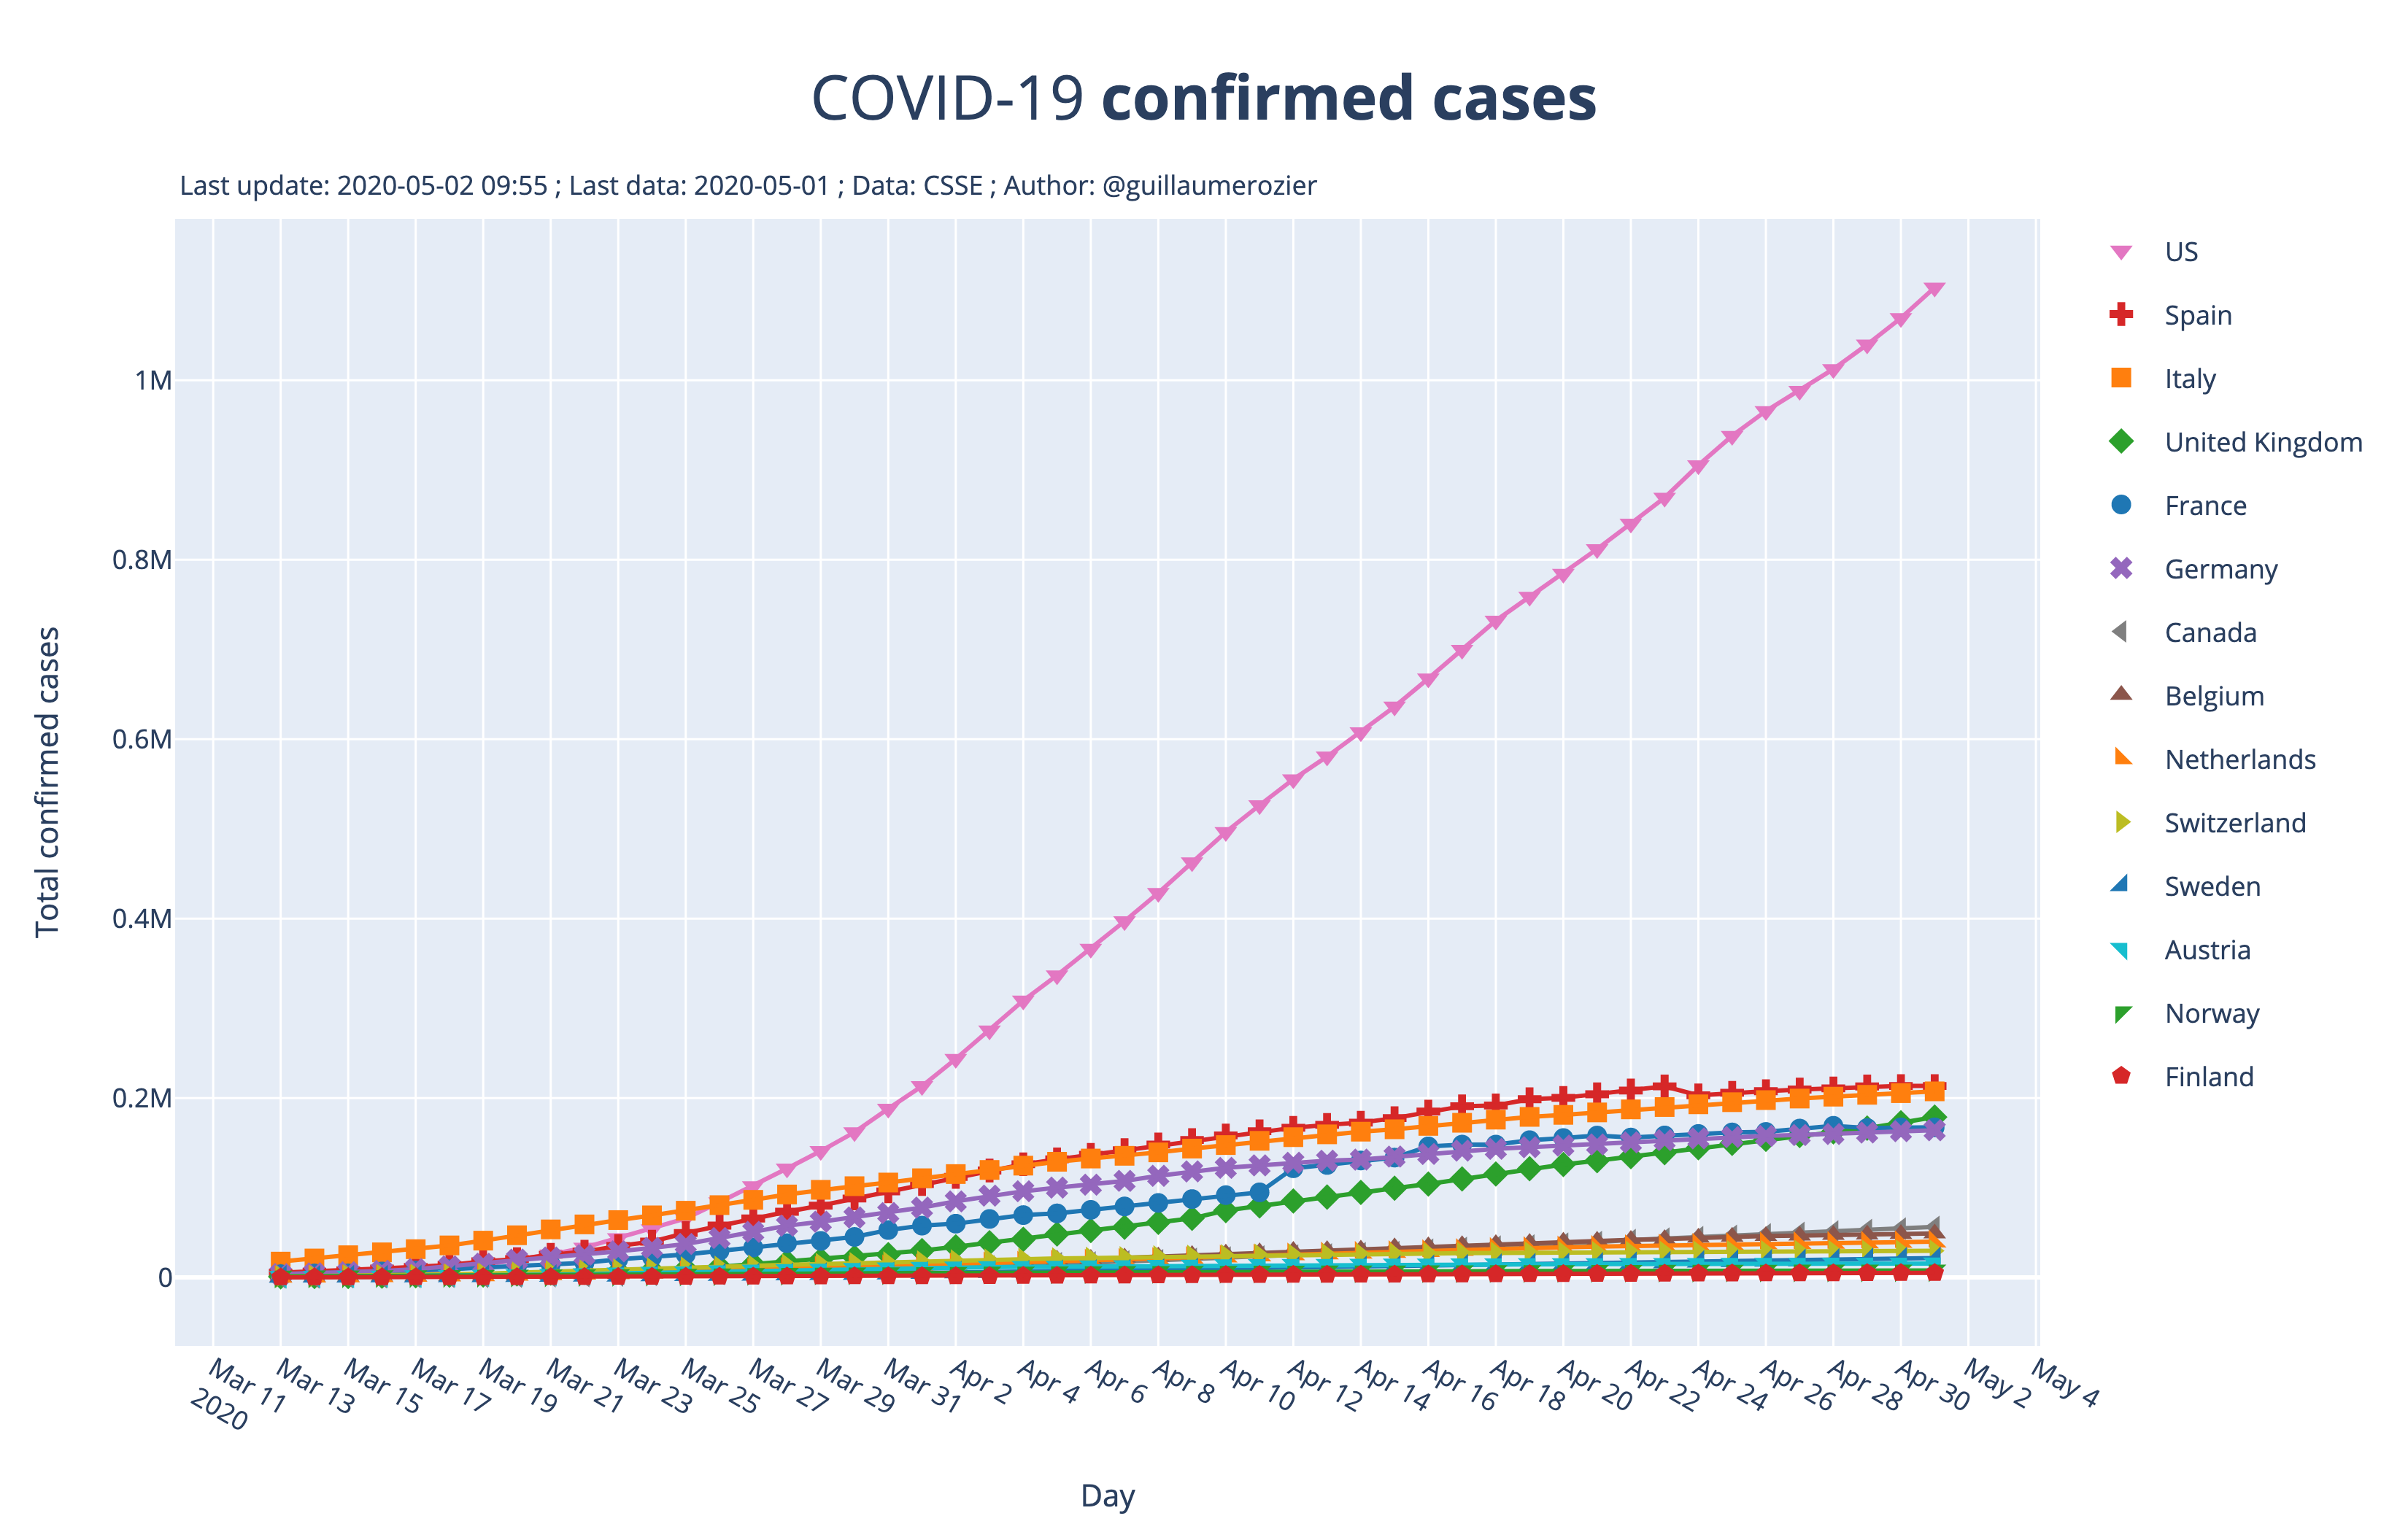 COVID-19 confirmed cases
Last update: 2020-05-02 09:55 ; Last data: 2020-05-01 ; Data: CSSE ; Author: @guillaumerozier
US
Spain
Italy
United Kingdom
France
Germany
Canada
Belgium
Netherlands
Switzerland
Sweden
Austria
Norway
Finland
Total confirmed cases
1M
0.8M
0.6M
0.4M
0.2M
0
Mar 11
2020
Mar 13
Mar 15
Mar 17
Mar 19
Mar 21
Mar 23
Mar 25
Mar 27
Mar 29
Mar 31
Apr 2
Apr 4
Apr 6
Apr 8
Apr 10
Apr 12
Apr 14
Apr 16
Apr 18
Apr 20
Apr 22
Apr 24
Apr 26
Apr 28
Apr 30
May 2
May 4
Day